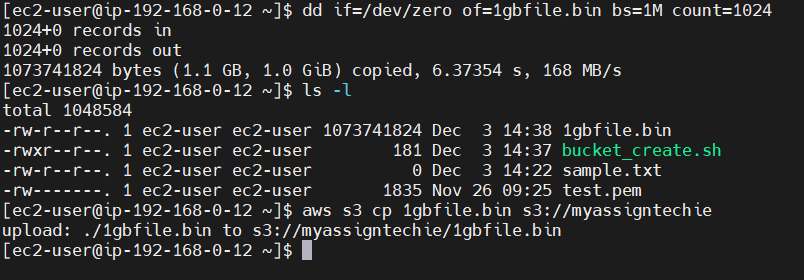 [ec2-user@ip-192-168-0-12 ~]$ dd if=/dev/zero of=1gbfile.bin bs=1M count=1024
1024+0 records in
1024+0 records out
1073741824 bytes (1.1 GB, 1.0 GiB) copied, 6.37354 s, 168 MB/s
[ec2-user@ip-192-168-0-12 ~]$ ls -l
total 1048584
-rw-r--r--. 1 ec2-user ec2-user 1073741824 Dec  3 14:38 1gbfile.bin
-rwxr--r--. 1 ec2-user ec2-user        181 Dec  3 14:37 bucket_create.sh
-rw-r--r--. 1 ec2-user ec2-user          0 Dec  3 14:22 sample.txt
-rw-------. 1 ec2-user ec2-user       1835 Nov 26 09:25 test.pem
[ec2-user@ip-192-168-0-12 ~]$ aws s3 cp 1gbfile.bin s3://myassigntechie
upload: ./1gbfile.bin to s3://myassigntechie/1gbfile.bin
[ec2-user@ip-192-168-0-12 ~]$